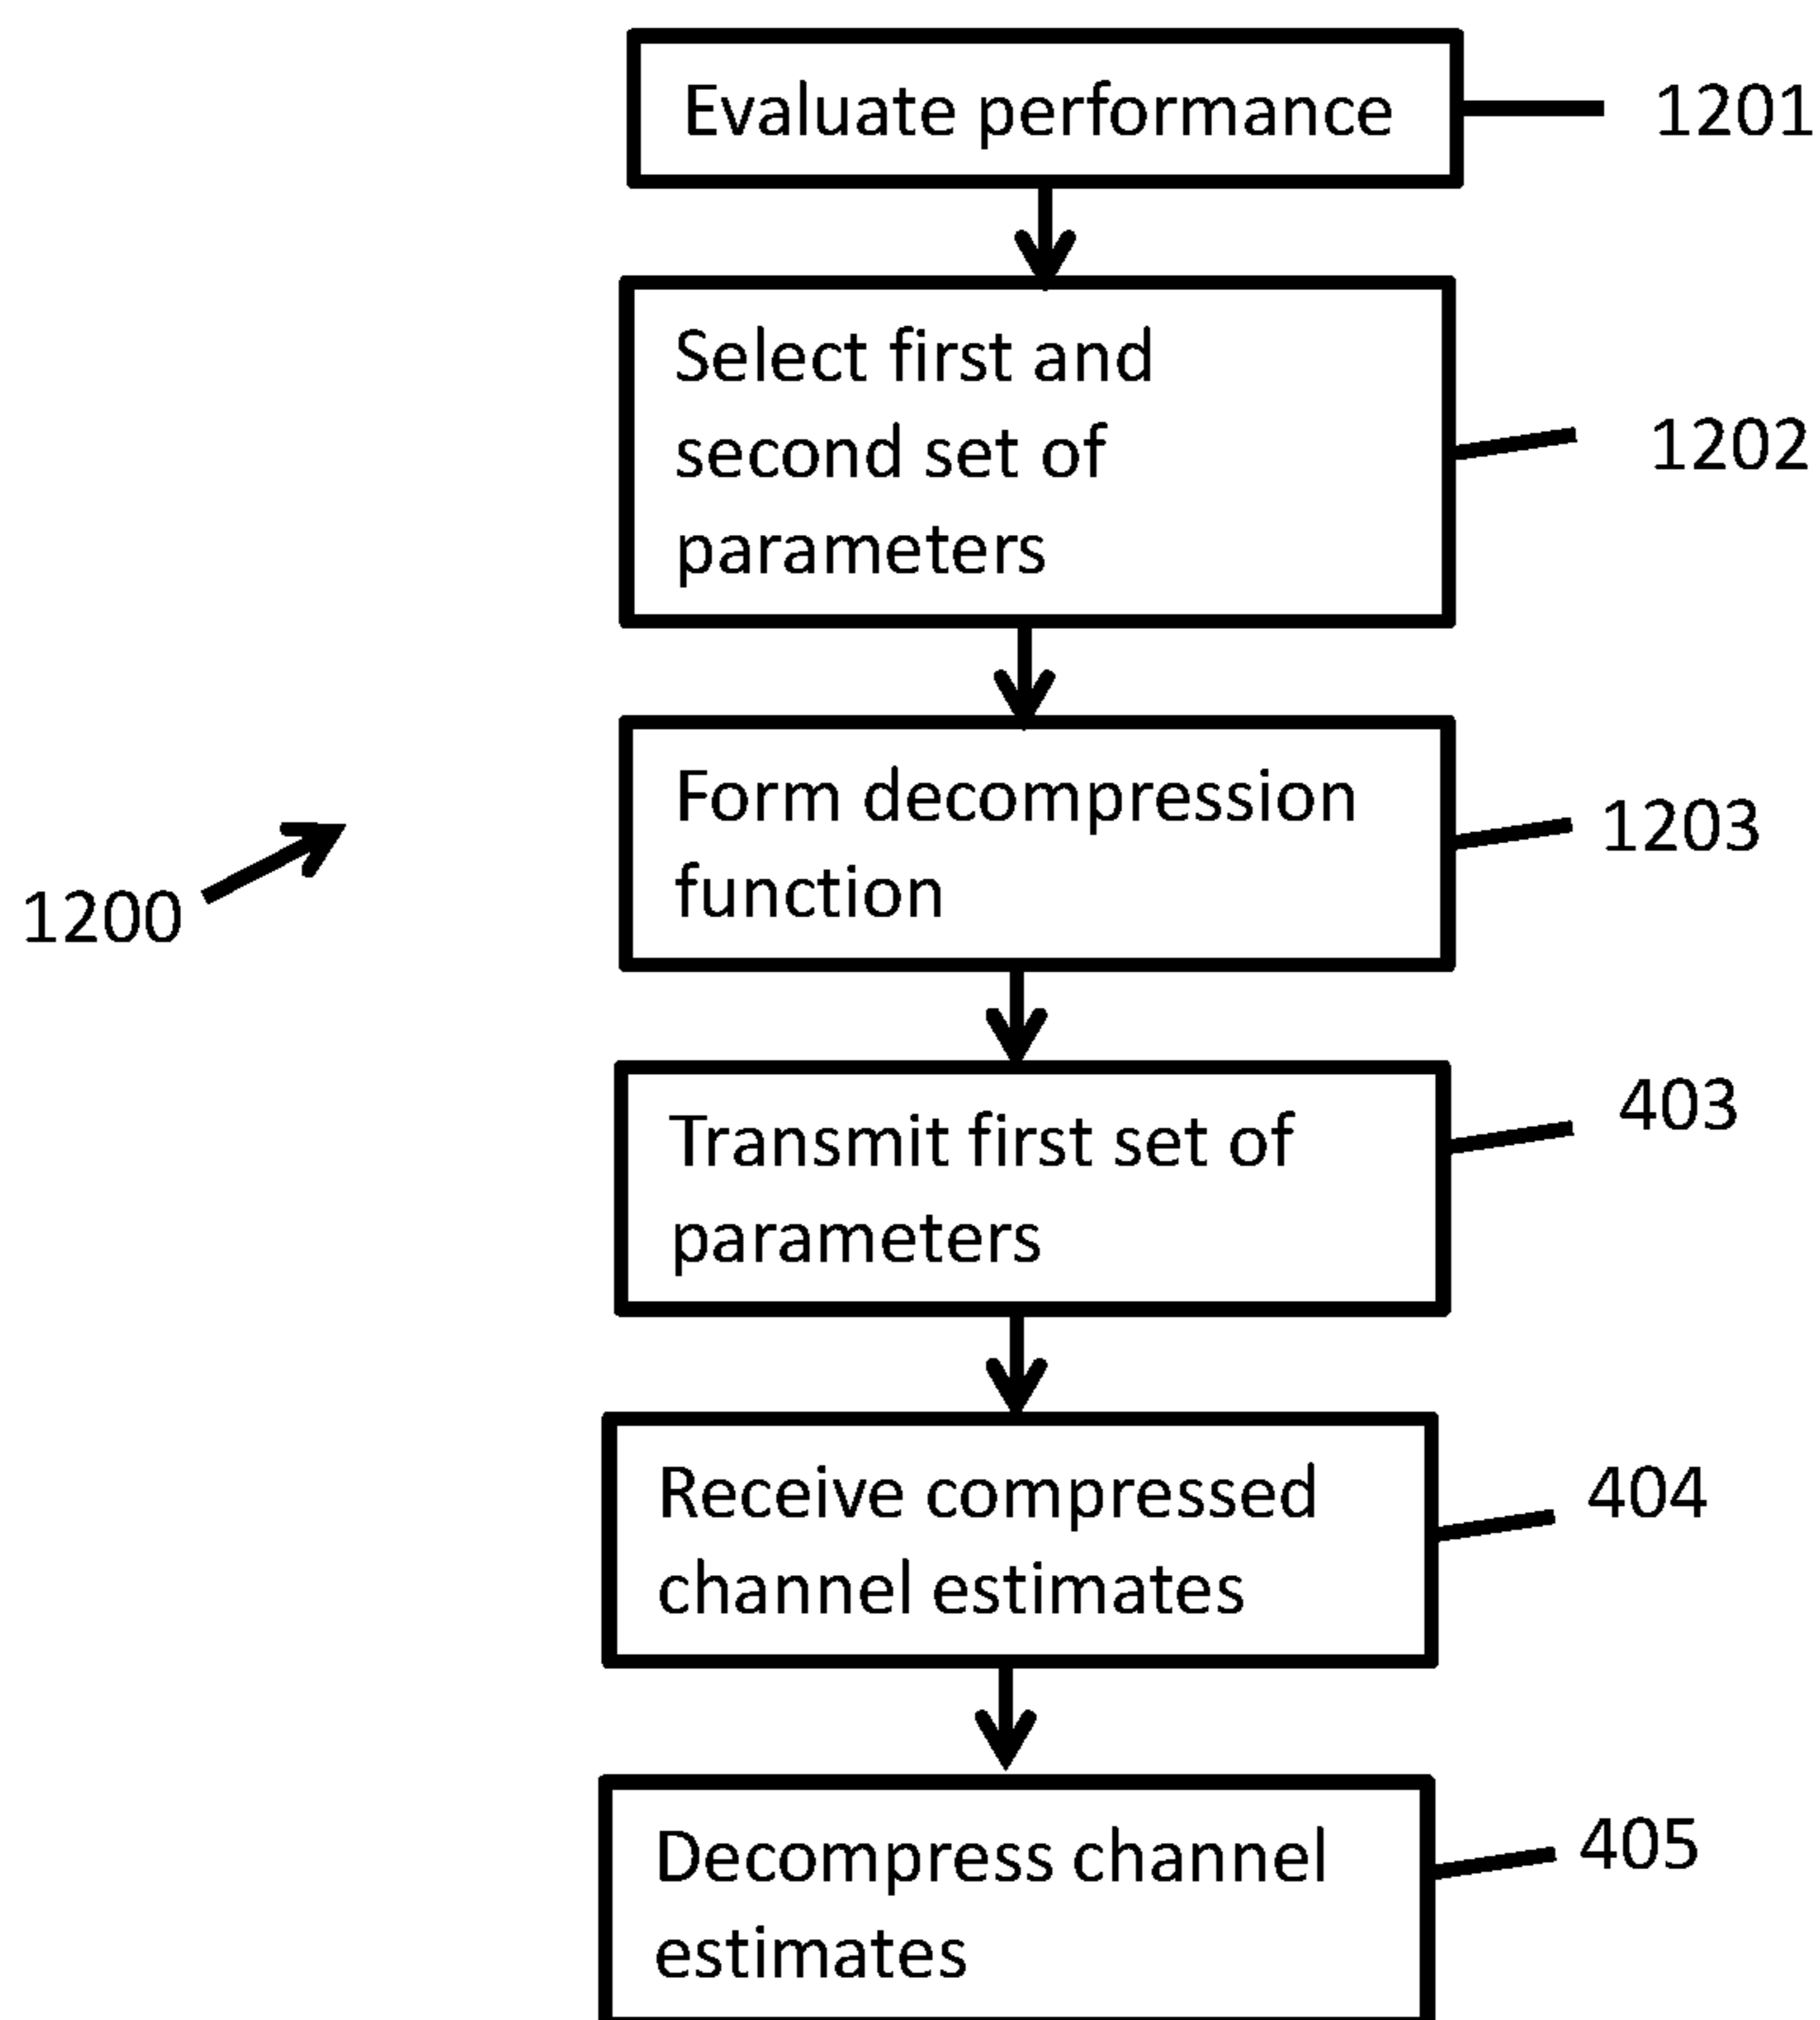 Evaluate performance
1201
Select first and
second set of
parameters
1202
Form decompression
function
1203
1200
Transmit first set of
parameters
403
Receive compressed
channel estimates
404
Decompress channel
estimates
405